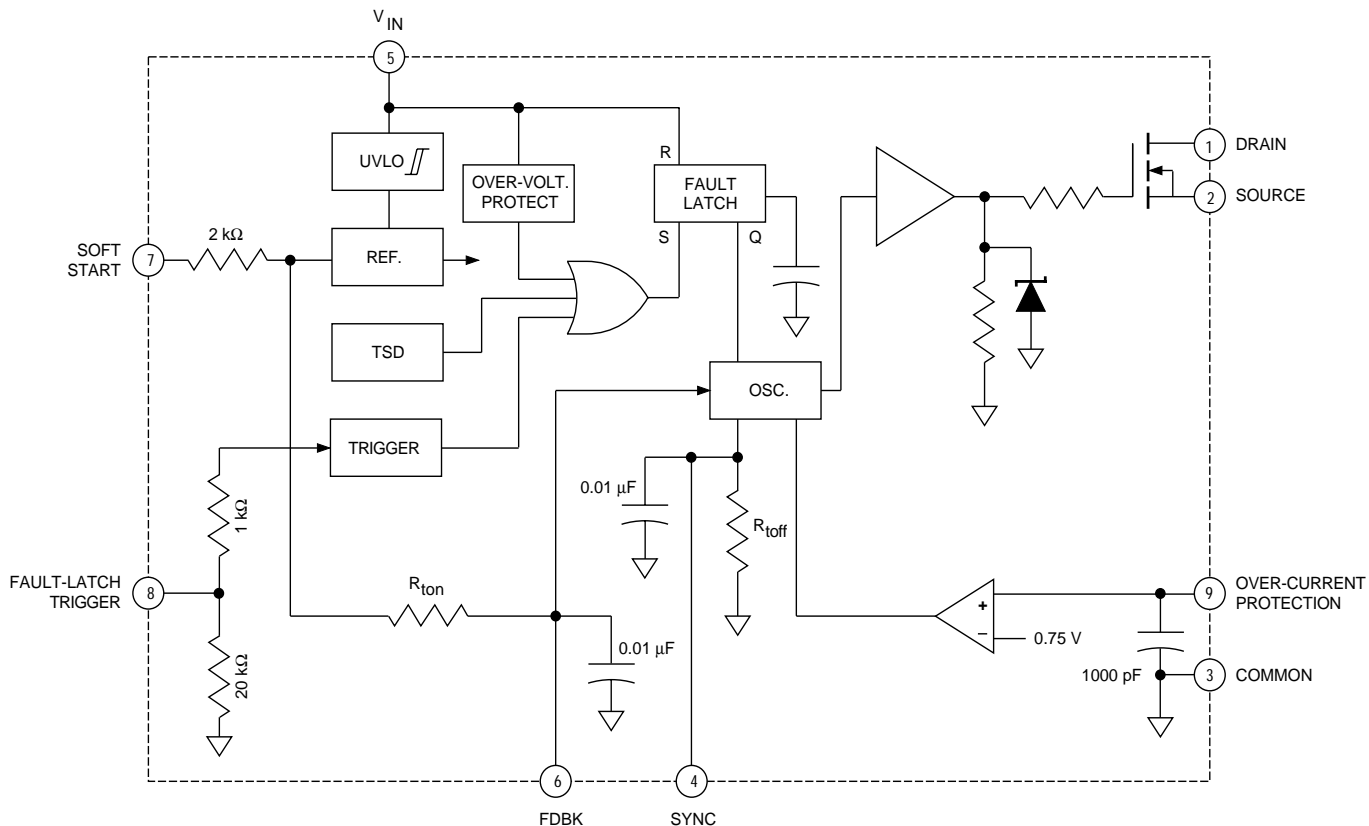 V IN
5
UVLO
OVER-VOLT.
PROTECT
R
FAULT
LATCH
S
Q
1
DRAIN
2
SOURCE
SOFT
START
7
2 kΩ
REF.
TSD
OSC.
TRIGGER
1 kΩ
0.01 µF
Rtoff
FAULT-LATCH
TRIGGER
8
Rton
20 kΩ
0.01 µF
+
–
0.75 V
9
OVER-CURRENT
PROTECTION
1000 pF
3
COMMON
6
FDBK
4
SYNC